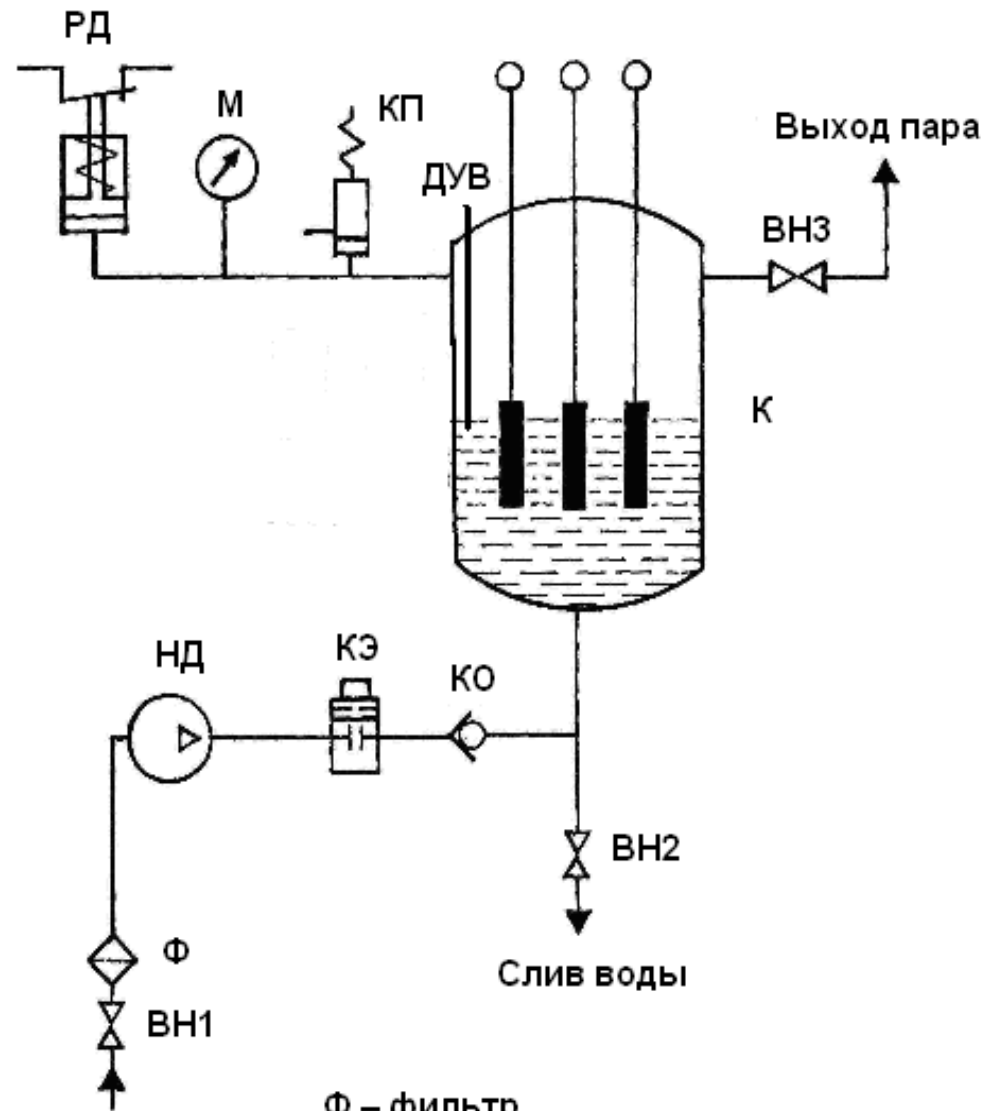 РД
М
КП
ДУВ
Выход пара
ВН3
К
НД
КЭ
КО
ВН2
Ф
Слив воды
ВН1
Ф – фильтр